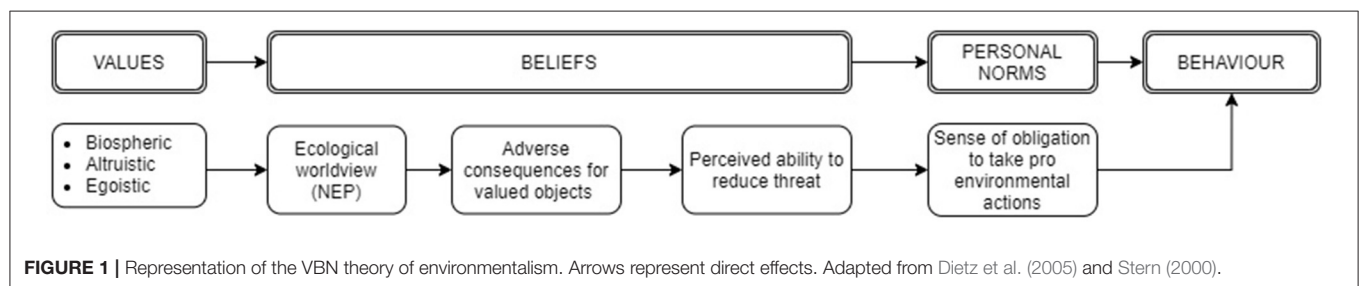 VALUES
BELIEFS
PERSONAL
NORMS
BEHAVIOUR
• Biospheric
• Altruistic
• Egoistic
Ecological
worldview
(NEP)
Adverse
consequences for
valued objects
Perceived ability to
reduce threat
Sense of obligation
to take pro
environmental
actions
FIGURE 1 | Representation of the VBN theory of environmentalism. Arrows represent direct effects. Adapted from Dietz et al. (2005) and Stern (2000).